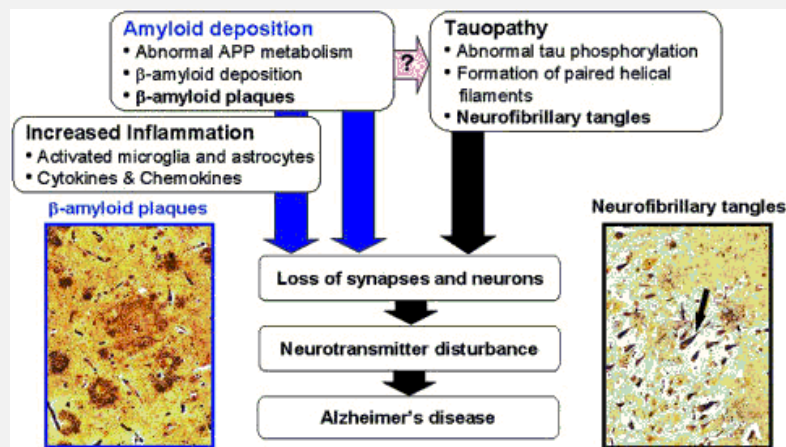 Amyloid deposition
• Abnormal APP metabolism
• β-amyloid deposition
• β-amyloid plaques
?
Tauopathy
• Abnormal tau phosphorylation
• Formation of paired helical
filaments
• Neurofibrillary tangles
Increased Inflammation
• Activated microglia and astrocytes
• Cytokines & Chemokines
β-amyloid plaques
Neurofibrillary tangles
Loss of synapses and neurons
Neurotransmitter disturbance
Alzheimer's disease